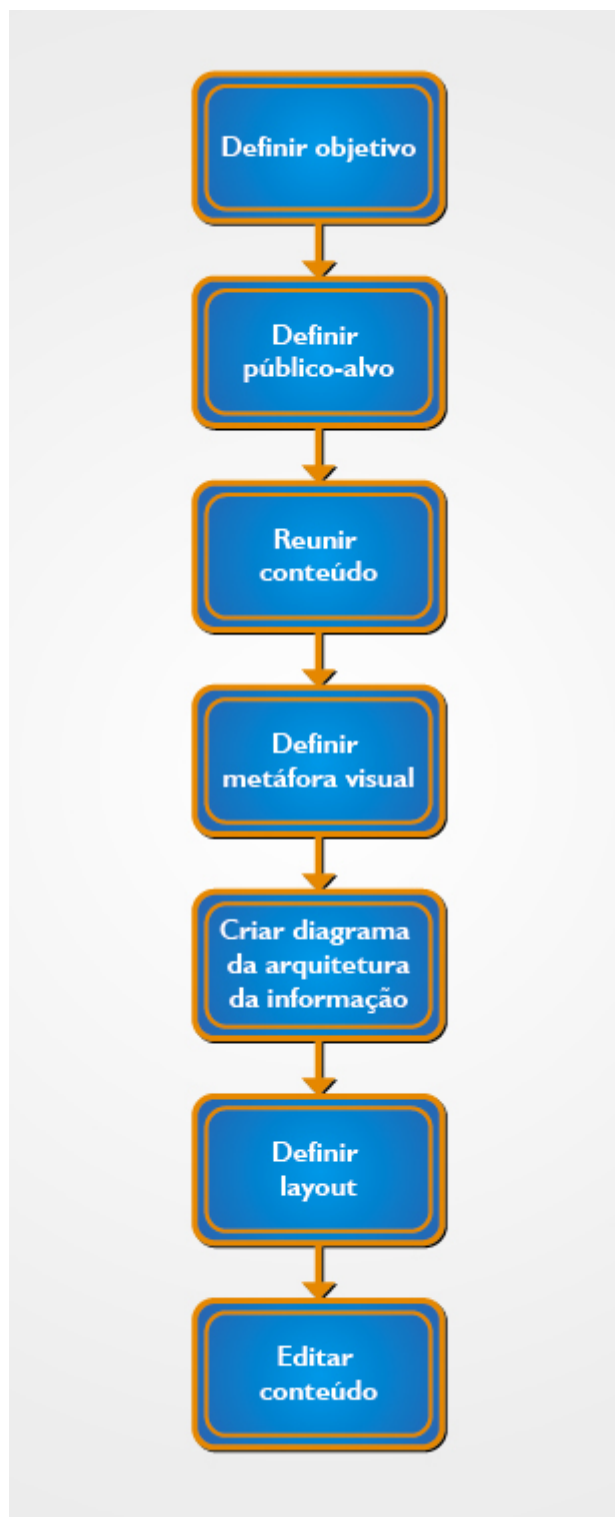 Definir objetivo
Definir
público-alvo
Reunir
conteúdo
Definir
metáfora visual
Criar diagrama
da arquitetura
da informação
Definir
layout
Editar
conteúdo